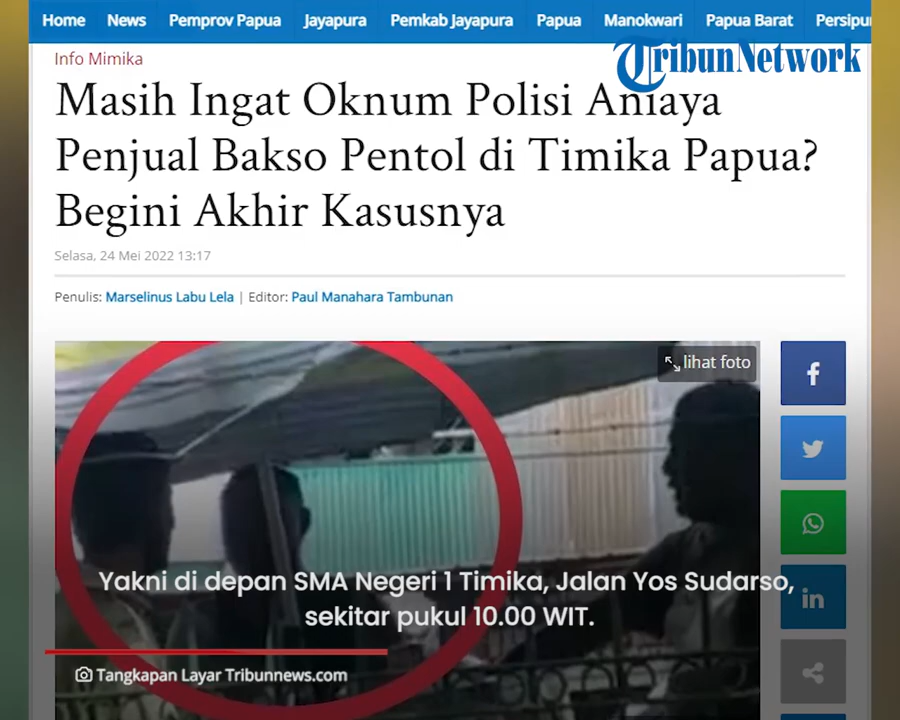 Home News Pemprov Papua Jayapura Pemkab Jayapura Papua Manokwari Papua Barat
Info Mimika
Tribun Network
Masih Ingat Oknum Polisi Aniaya
Penjual Bakso Pentol di Timika Papua?
Begini Akhir Kasusnya
Selasa, 24 Mei 2022 13:17
Penulis: Marselinus Labu Lela | Editor: Paul Manahara Tambunan
lihat foto
Yakni di depan SMA Negeri 1 Timika, Jalan Yos Sudarso,
sekitar pukul 10.00 WIT.
Tangkapan Layar Tribunnews.com